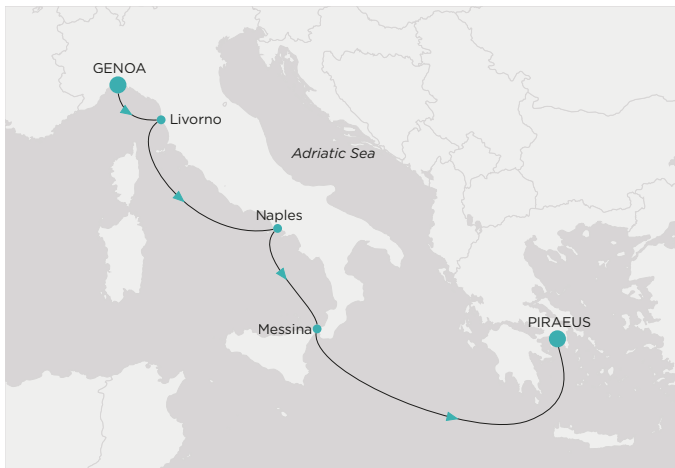 GENOA
Livorno
Adriatic Sea
Naples
PIRAEUS
Messina